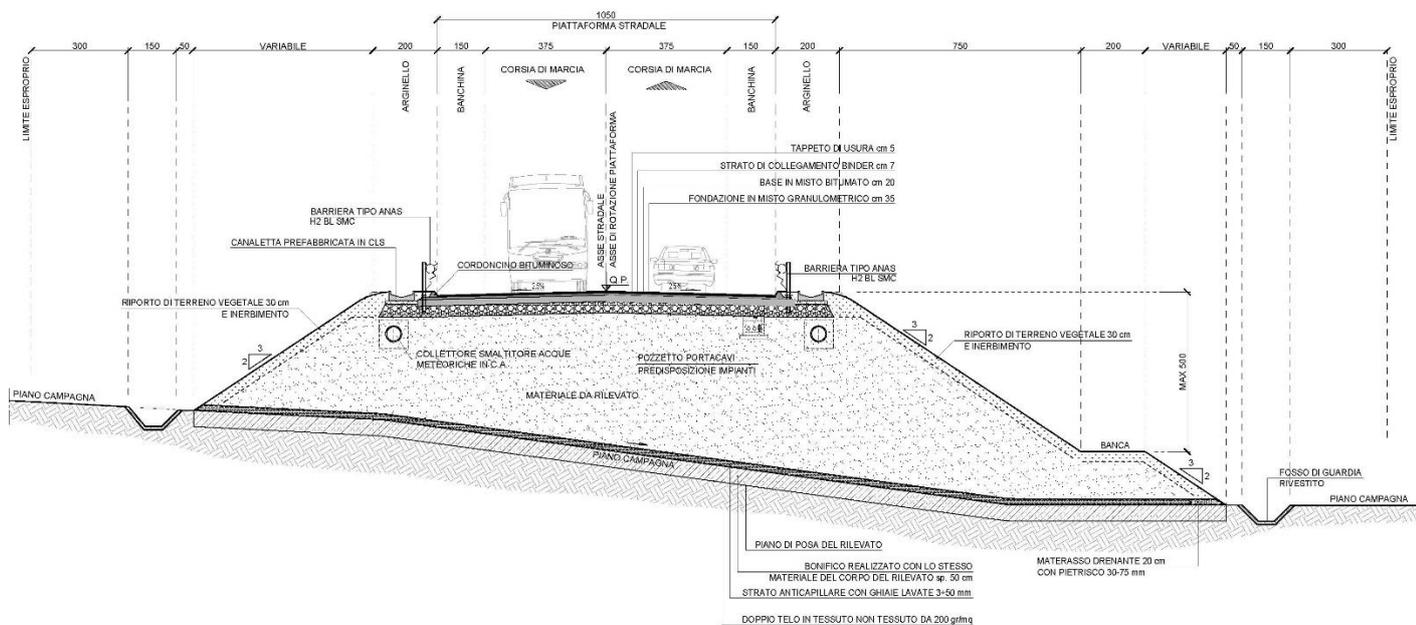 1050
PIATTAFORMA STRADALE
300
150
50
VARIABILE
200
150
375
375
150
200
750
200
VARIABILE
50
150
300
LIMITE ESPROPRIO
ARGINELLO
BANCHINA
CORSIA DI MARCIA
CORSIA DI MARCIA
BANCHINA
ARGINELLO
LIMITE ESPROPRIO
ASSE STRADALE
ASSE DI ROTAZIONE PIATTAFORMA
TAPPETO DI USURA cm 5
STRATO DI COLLEGAMENTO BINDER cm 7
BASE IN MISTO BITUMATO cm 20
FONDAZIONE IN MISTO GRANULOMETRICO cm 35
BARRIERA TIPO ANAS
H2 BL SMC
CANALETTA PREFABBRICATA IN CLS
CORDONCINO BITUMINOSO
Q.P.
2.5%
2.5%
BARRIERA TIPO ANAS
H2 BL SMC
RIPORTO DI TERRENO VEGETALE 30 cm
E INERBIMENTO
3
2
COLLETTORE SMALTITORE ACQUE
METEORICHE IN C.A.
POZZETTO PORTACAVI
PREDISPOSIZIONE IMPIANTI
3
2
RIPORTO DI TERRENO VEGETALE 30 cm
E INERBIMENTO
MAX 500
PIANO CAMPAGNA
MATERIALE DA RILEVATO
PIANO CAMPAGNA
BANCA
3
2
FOSSO DI GUARDIA
RIVESTITO
PIANO CAMPAGNA
PIANO DI POSA DEL RILEVATO
BONIFICO REALIZZATO CON LO STESSO
MATERIALE DEL CORPO DEL RILEVATO sp. 50 cm
STRATO ANTICAPILLARE CON GHIAIE LAVATE 3÷50 mm
DOPPIO TELO IN TESSUTO NON TESSUTO DA 200 gr/mq
MATERASSO DRENANTE 20 cm
CON PIETRISCO 30-75 mm